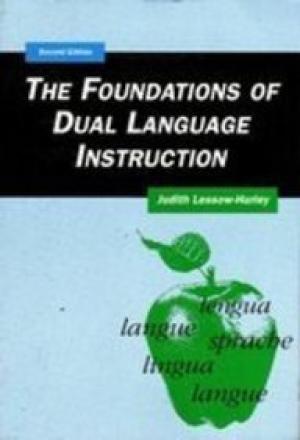 Second Edition
THE FOUNDATIONS OF
DUAL LANGUAGE
INSTRUCTION
Judith Lessow-Hurley
lengua
langue
sprache
lingua
langue